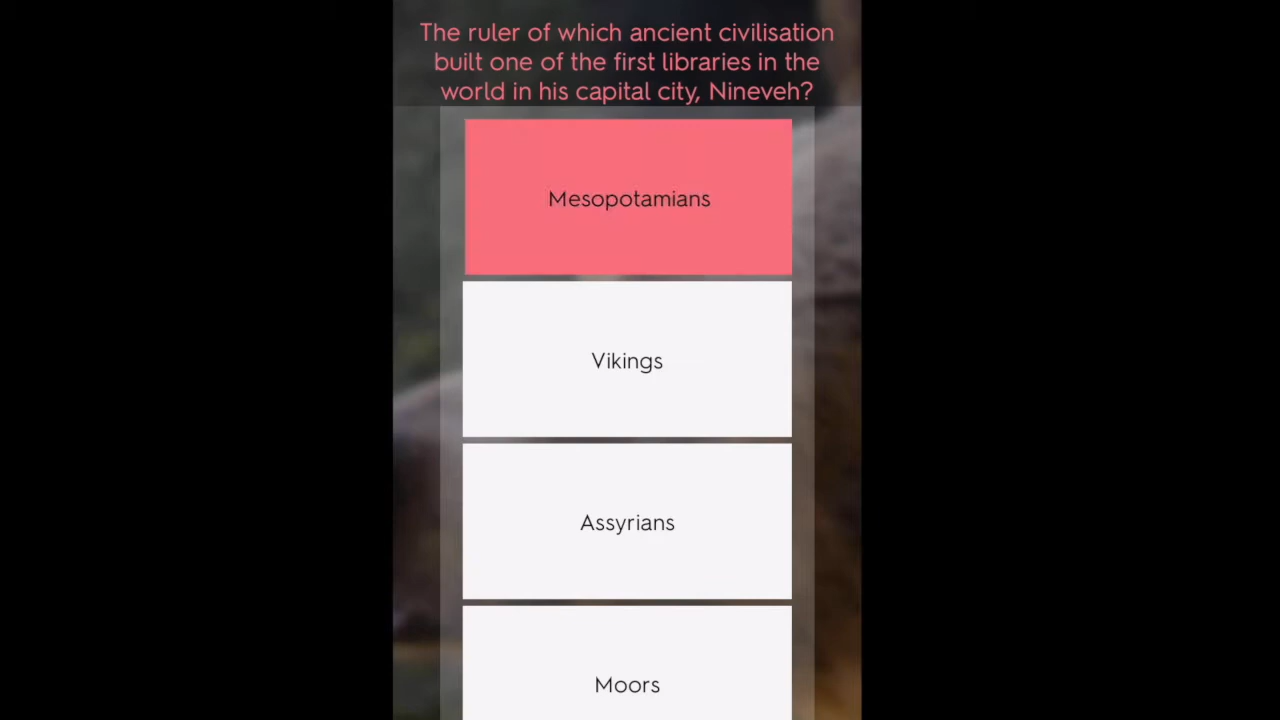 The ruler of which ancient civilisation
built one of the first libraries in the
world in his capital city, Nineveh?
Mesopotamians
Vikings
Assyrians
Moors